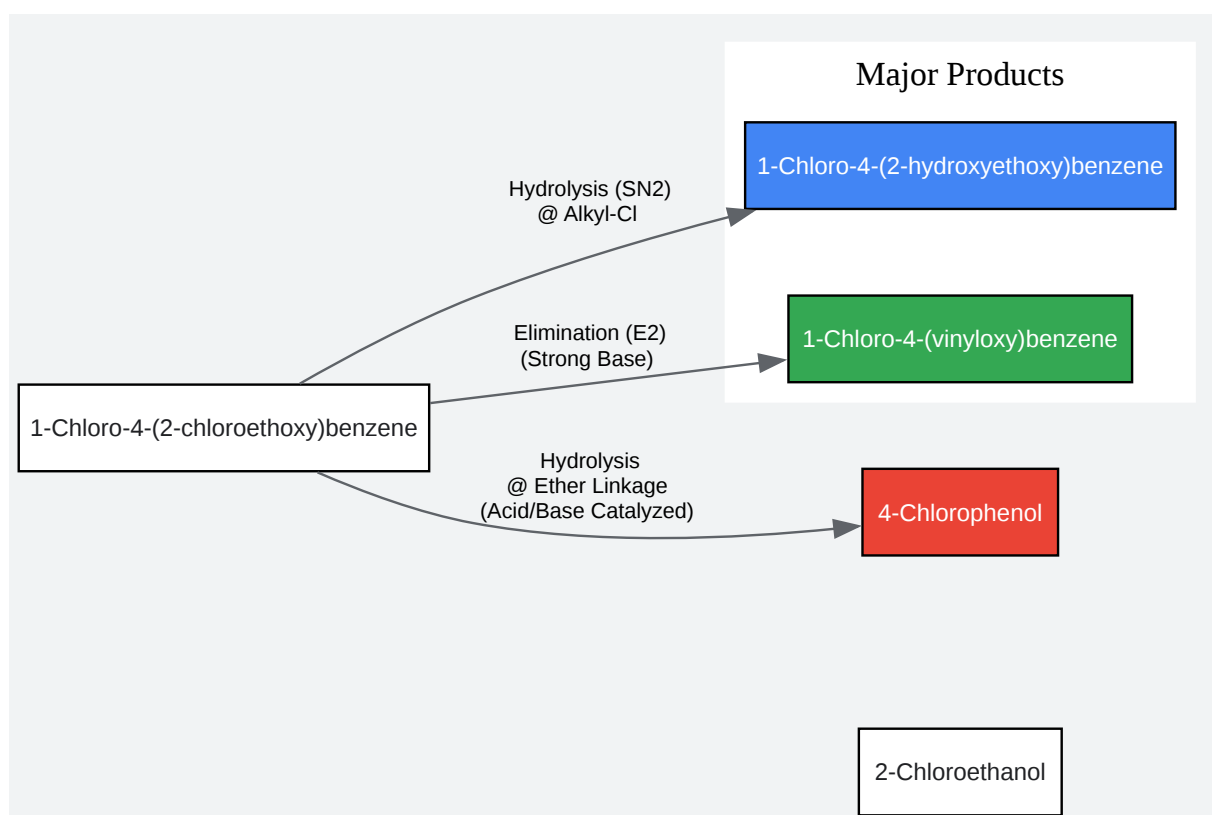 Major Products
1-Chloro-4-(2-hydroxyethoxy)benzene
Hydrolysis (SN2)
@ Alkyl-Cl
Elimination (E2)
(Strong Base)
1-Chloro-4-(vinyloxy)benzene
1-Chloro-4-(2-chloroethoxy)benzene
Hydrolysis
@ Ether Linkage
(Acid/Base Catalyzed)
4-Chlorophenol
2-Chloroethanol